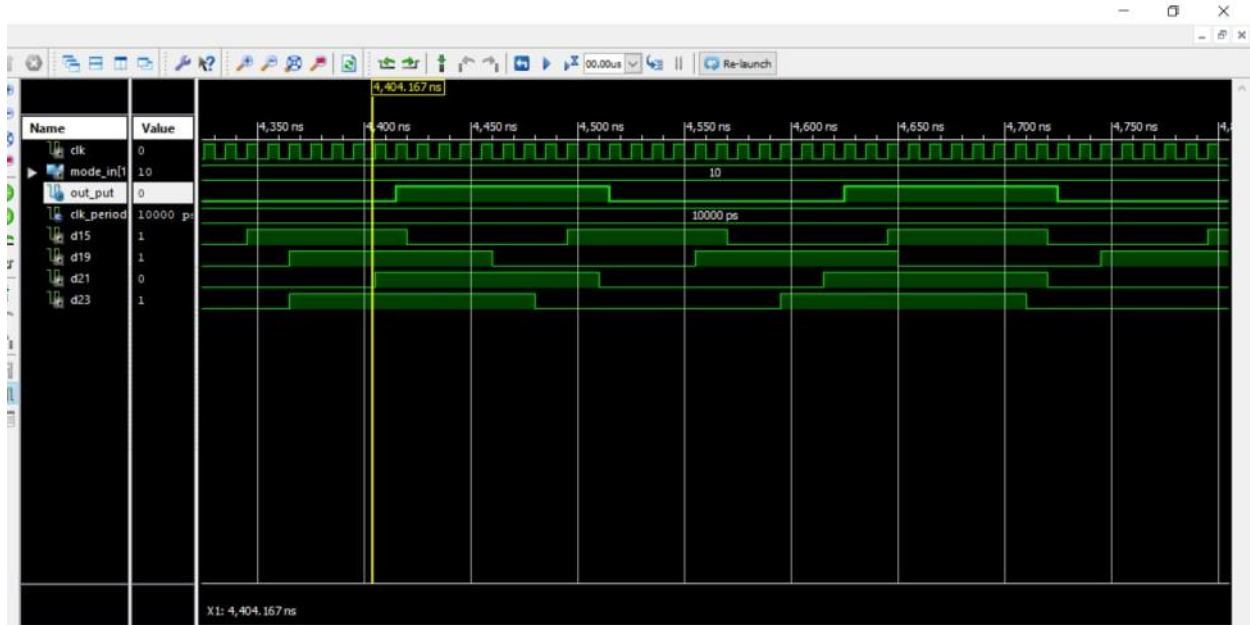 00.00us Re-launch
4,404.167 ns
Name Value
4,350 ns 4,400 ns 4,450 ns 4,500 ns 4,550 ns 4,600 ns 4,650 ns 4,700 ns 4,750 ns
clk 0
mode_in[1 10 10
out_put 0
clk_period 10000 ps 10000 ps
d15 1
d19 1
d21 0
d23 1
X1: 4,404.167 ns